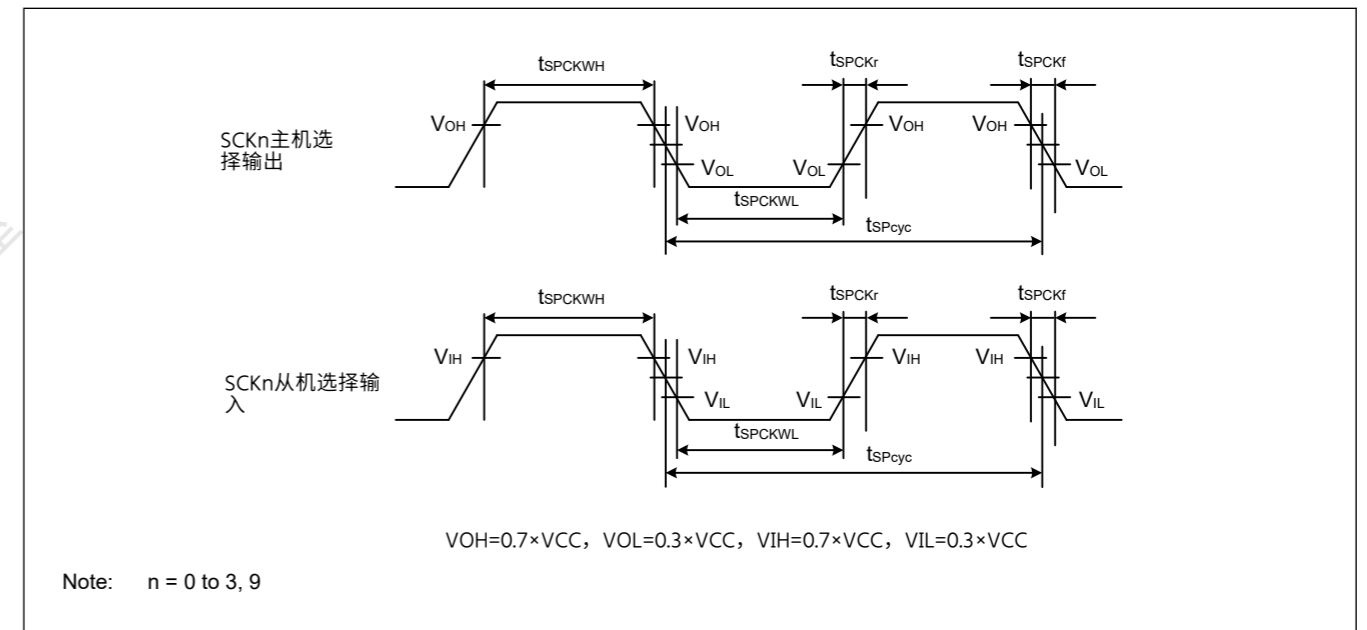 tSPCKWH
tSPCKr
tSPCKf
VOH
VOH
VOH
VOH
SCKn主机选
择输出
VOL
VOL
VOL
tSPCKWL
tSPcyc
tSPCKWH
tSPCKr
tSPCKf
VIH
VIH
VIH
VIH
SCKn从机选择输
入
VIL
VIL
VIL
tSPCKWL
tSPcyc
VOH=0.7×VCC，VOL=0.3×VCC，VIH=0.7×VCC，VIL=0.3×VCC
Note: n = 0 to 3, 9